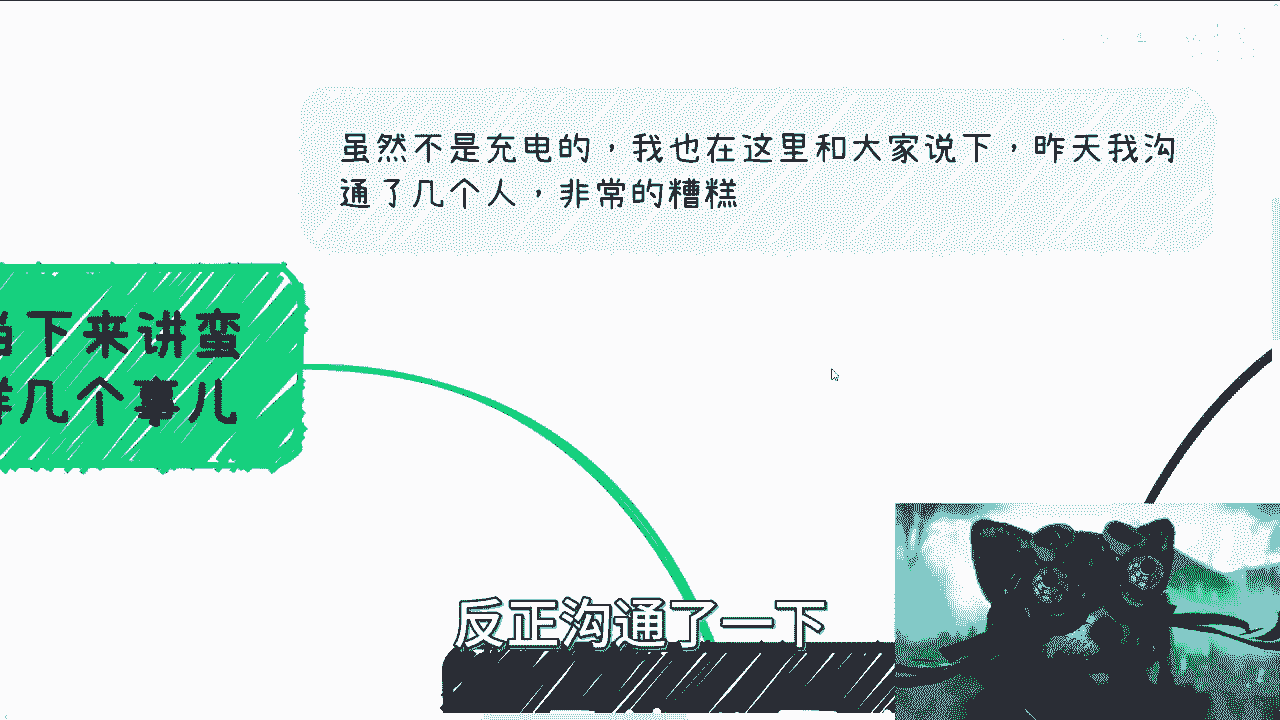 虽然不是充电的，我也在这里和大家说下，昨天我沟
通了几个人，非常的糟糕
当下来讲蛮
样几个事儿
反正沟通了一下